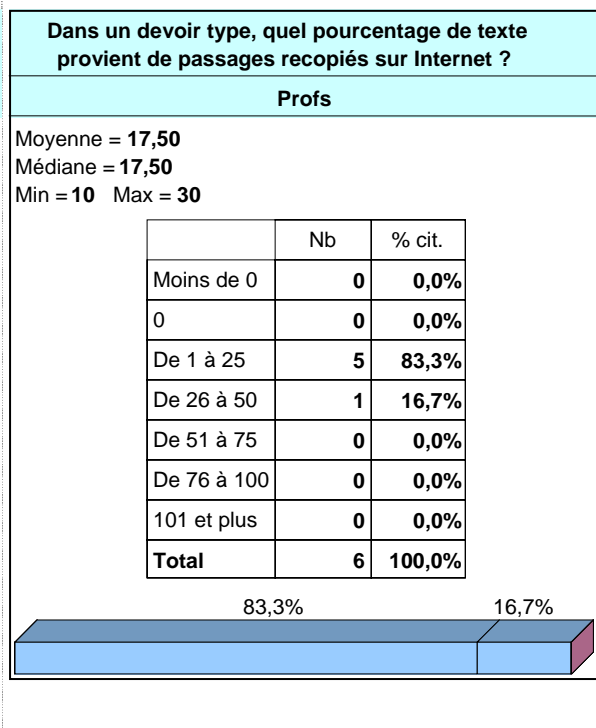 Dans un devoir type, quel pourcentage de texte
provient de passages recopiés sur Internet ?
Profs
Moyenne = 17,50
Médiane = 17,50
Min = 10 Max = 30
Nb % cit.
Moins de 0 0 0,0%
0 0 0,0%
De 1 à 25 5 83,3%
De 26 à 50 1 16,7%
De 51 à 75 0 0,0%
De 76 à 100 0 0,0%
101 et plus 0 0,0%
Total 6 100,0%
83,3% 16,7%